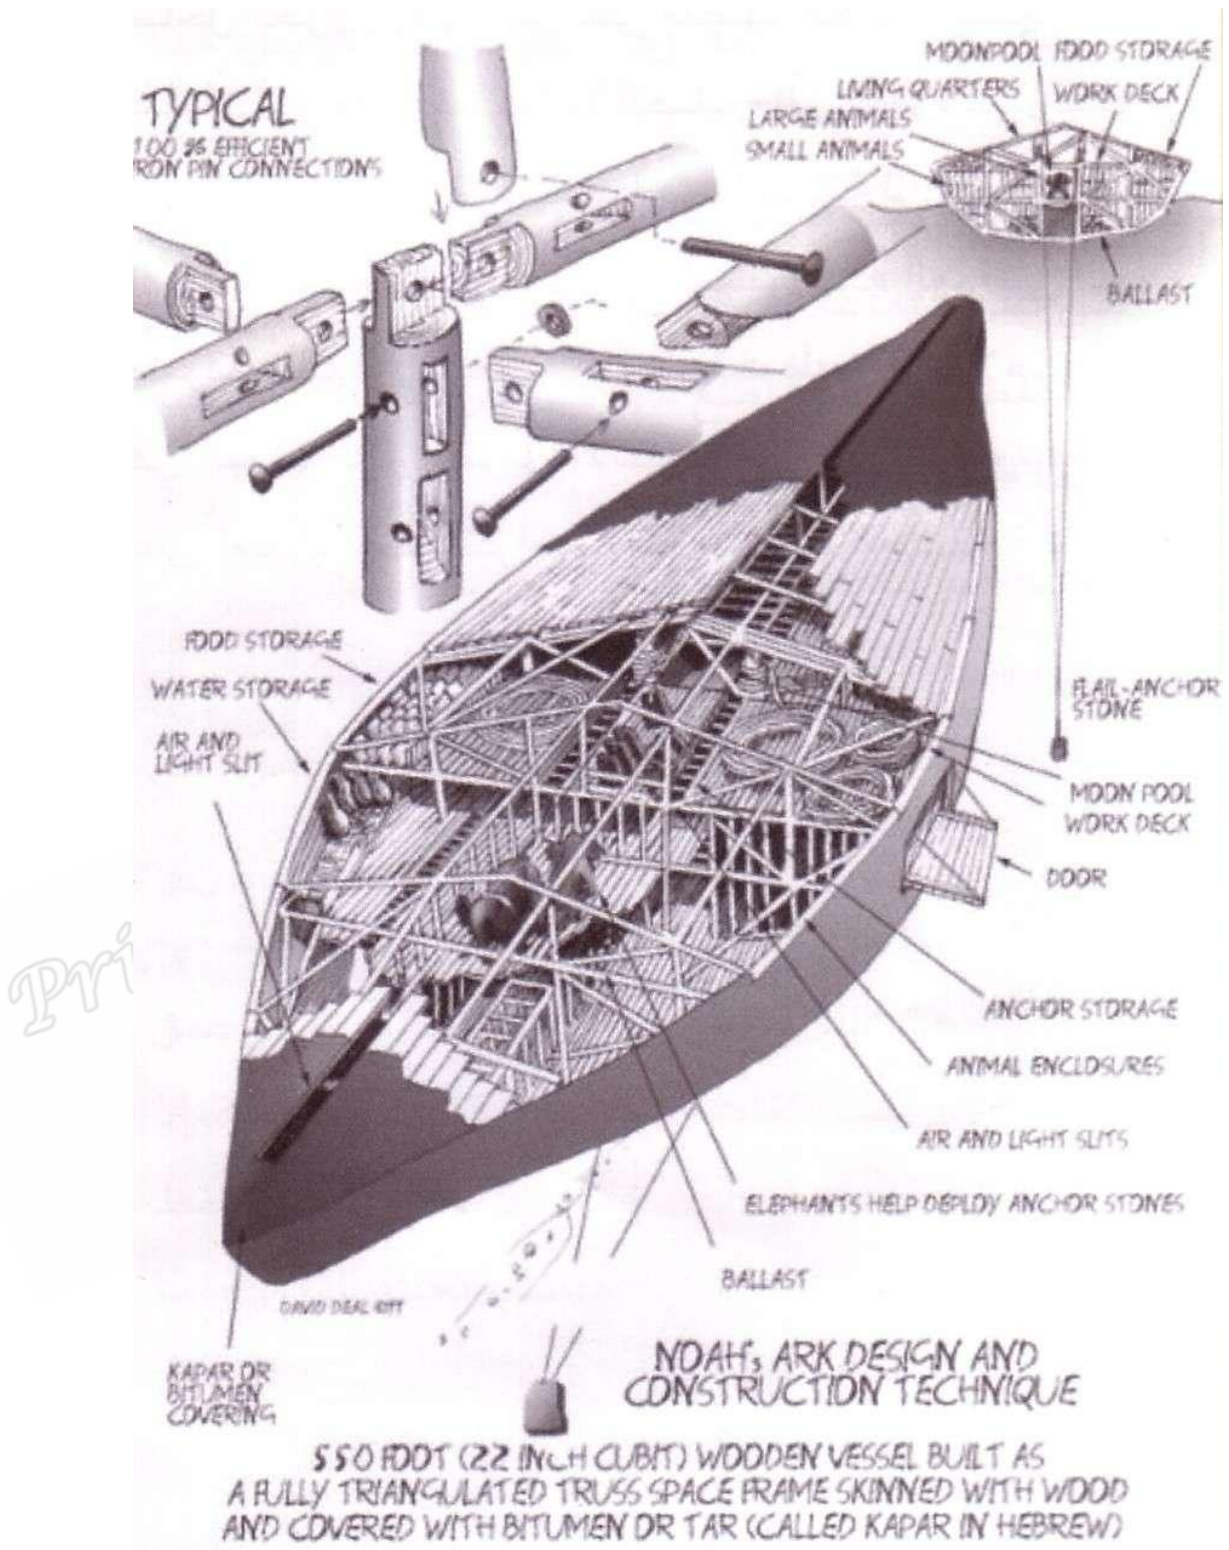 TYPICAL
100 % EFFICIENT
IRON PIN CONNECTIONS
MOONPOOL FOOD STORAGE
LIVING QUARTERS WORK DECK
LARGE ANIMALS
SMALL ANIMALS
BALLAST
FOOD STORAGE
WATER STORAGE
AIR AND
LIGHT SLIT
FLAIL-ANCHOR
STONE
MOON POOL
WORK DECK
DOOR
ANCHOR STORAGE
ANIMAL ENCLOSURES
AIR AND LIGHT SLITS
ELEPHANTS HELP DEPLOY ANCHOR STONES
BALLAST
DAVID DEAL
KAPAR OR
BITUMEN
COVERING
NOAH's ARK DESIGN AND
CONSTRUCTION TECHNIQUE
550 FOOT (22 INCH CUBIT) WOODEN VESSEL BUILT AS
A FULLY TRIANGULATED TRUSS SPACE FRAME SKINNED WITH WOOD
AND COVERED WITH BITUMEN OR TAR (CALLED KAPAR IN HEBREW)
Pri